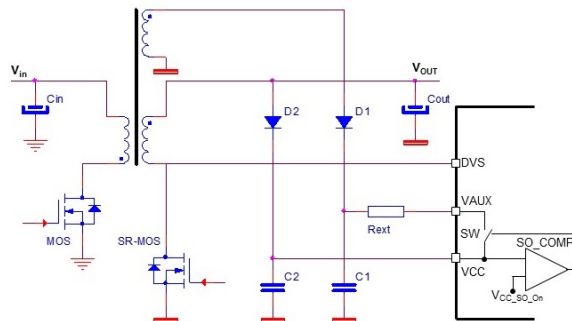 Vin
VOUT
Cin
D2
D1
Cout
DVS
VAUX
Rext
SW
SO_COMP
MOS
SR-MOS
VCC
C2
C1
VCC_SO_On